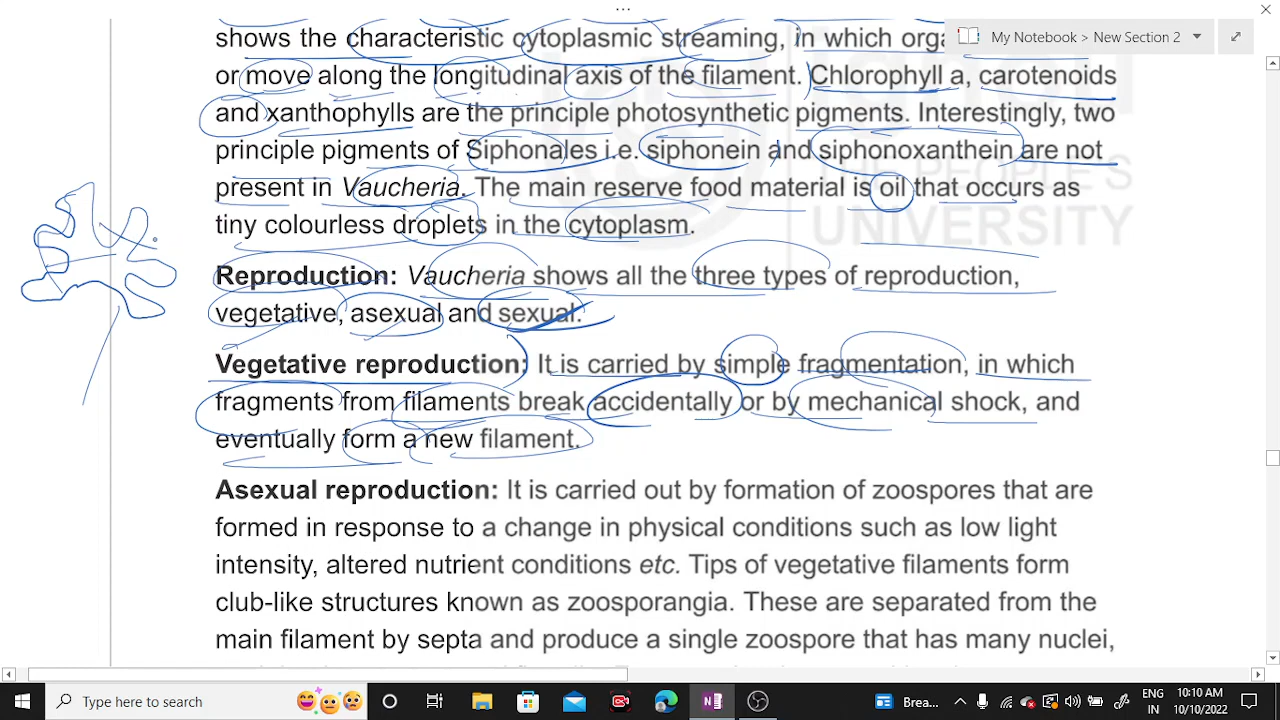 ...
shows the characteristic cytoplasmic streaming, in which orga
My Notebook > New Section 2
or move along the longitudinal axis of the filament. Chlorophyll a, carotenoids
and xanthophylls are the principle photosynthetic pigments. Interestingly, two
principle pigments of Siphonales i.e. siphonein and siphonoxanthein are not
present in Vaucheria. The main reserve food material is oil that occurs as
tiny colourless droplets in the cytoplasm.
PEOPLE'S
UNIVERSITY
Reproduction: Vaucheria shows all the three types of reproduction,
vegetative, asexual and sexual.
Vegetative reproduction: It is carried by simple fragmentation, in which
fragments from filaments break accidentally or by mechanical shock, and
eventually form a new filament.
Asexual reproduction: It is carried out by formation of zoospores that are
formed in response to a change in physical conditions such as low light
intensity, altered nutrient conditions etc. Tips of vegetative filaments form
club-like structures known as zoosporangia. These are separated from the
main filament by septa and produce a single zoospore that has many nuclei,
Type here to search
Brea...
ENG
IN
10:10 AM
10/10/2022